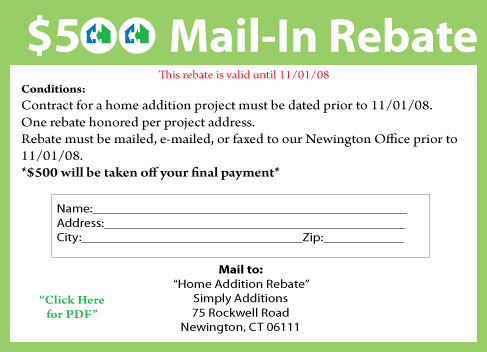 $500 Mail-In Rebate
This rebate is valid until 11/01/08
Conditions:
Contract for a home addition project must be dated prior to 11/01/08.
One rebate honored per project address.
Rebate must be mailed, e-mailed, or faxed to our Newington Office prior to
11/01/08.
*$500 will be taken off your final payment*
Name:
Address:
City: Zip:
Mail to:
“Home Addition Rebate”
Simply Additions
75 Rockwell Road
Newington, CT 06111
“Click Here
for PDF”